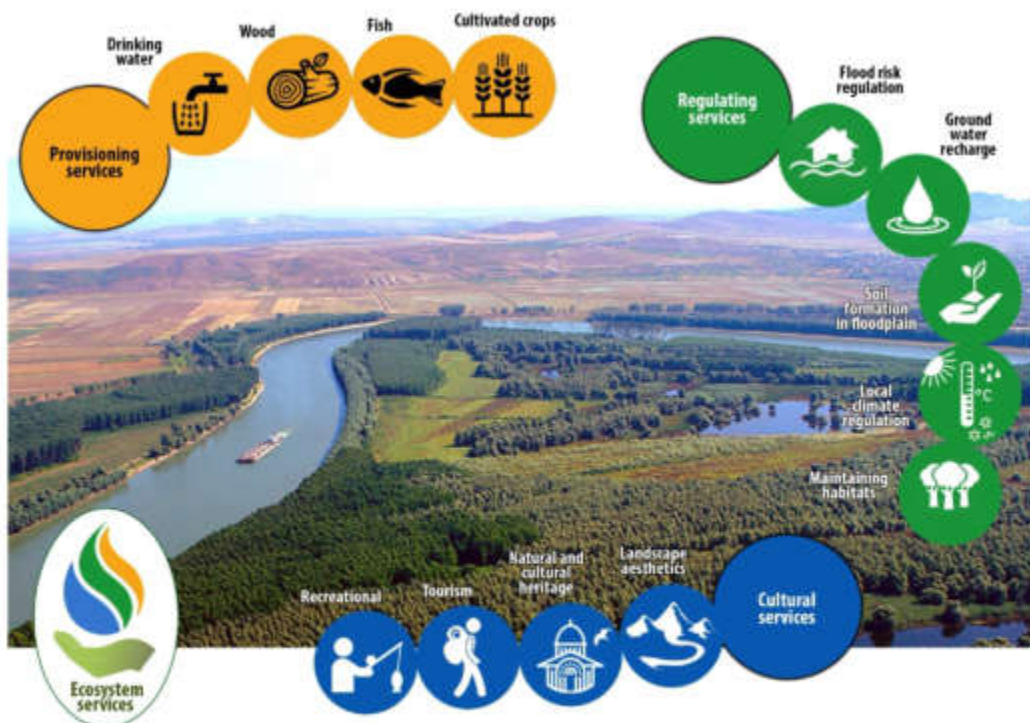 Provisioning
services
Drinking
water
Wood
Fish
Cultivated crops
Regulating
services
Flood risk
regulation
Ground
water
recharge
Soil
formation
in floodplain
°C
Local
climate
regulation
Maintaining
habitats
Recreational
Tourism
Natural and
cultural
heritage
Landscape
aesthetics
Cultural
services
Ecosystem
services